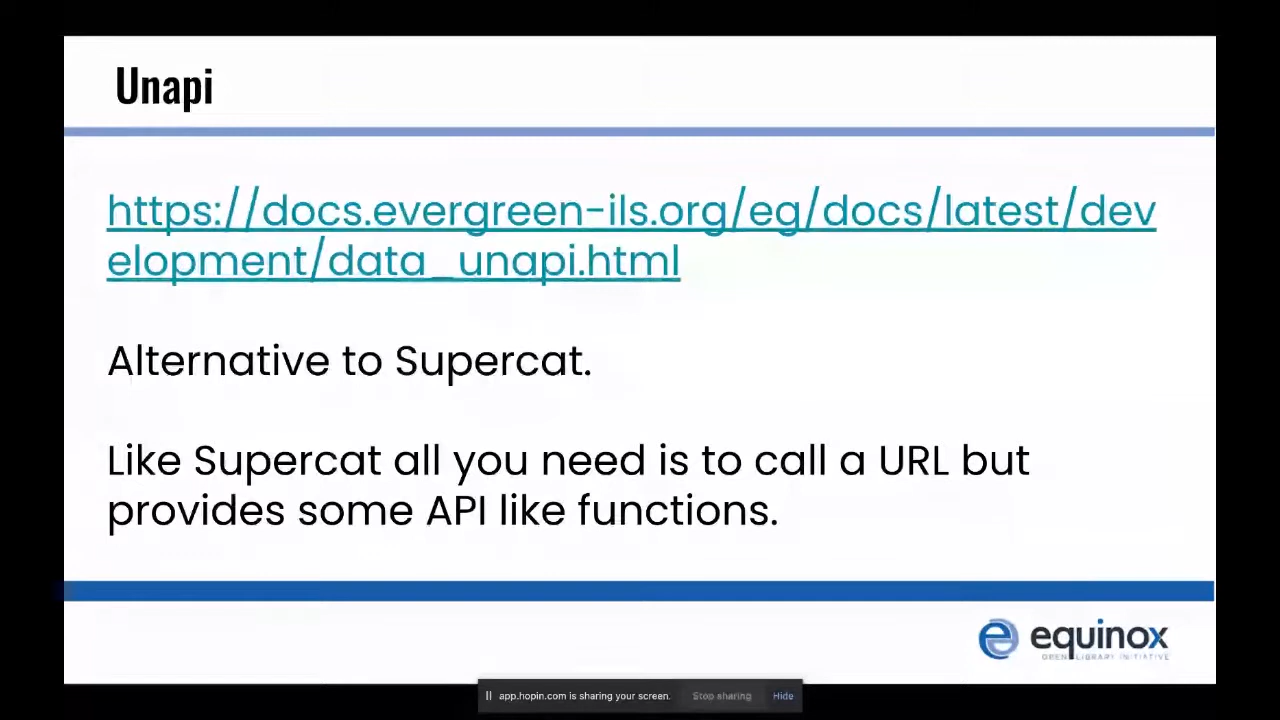 Unapi
https://docs.evergreen-ils.org/eg/docs/latest/dev
elopment/data_unapi.html
Alternative to Supercat.
Like Supercat all you need is to call a URL but
provides some API like functions.
equinox
OPEN LIBRARY INITIATIVE
app.hopin.com is sharing your screen. Stop sharing Hide